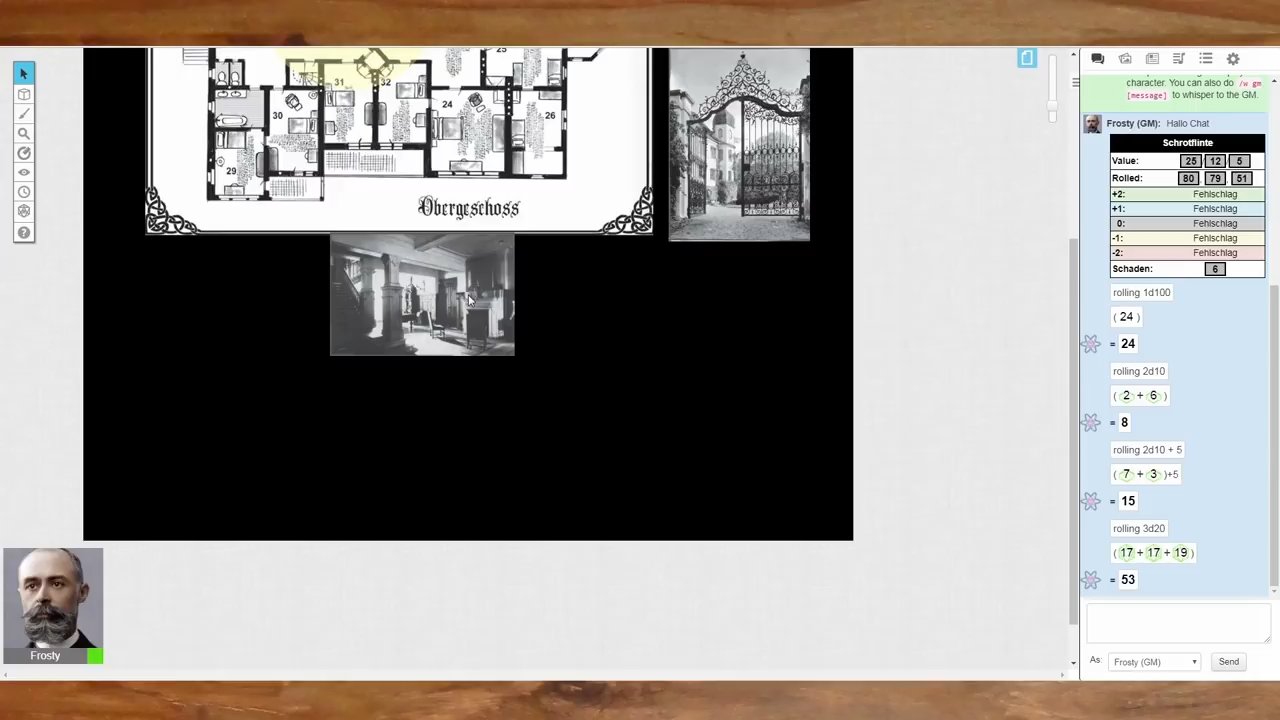 25
31
32
24
26
30
29
Obergeschoss
Frosty
character. You can also do /w gm
[message] to whisper to the GM.
Frosty (GM): Hallo Chat
Schrotflinte
Value: 25 12 5
Rolled: 80 79 51
+2: Fehlschlag
+1: Fehlschlag
0: Fehlschlag
-1: Fehlschlag
-2: Fehlschlag
Schaden: 6
rolling 1d100
( 24 )
= 24
rolling 2d10
( 2 + 6 )
= 8
rolling 2d10 + 5
( 7 + 3 )+5
= 15
rolling 3d20
( 17 + 17 + 19 )
= 53
As: Frosty (GM) Send